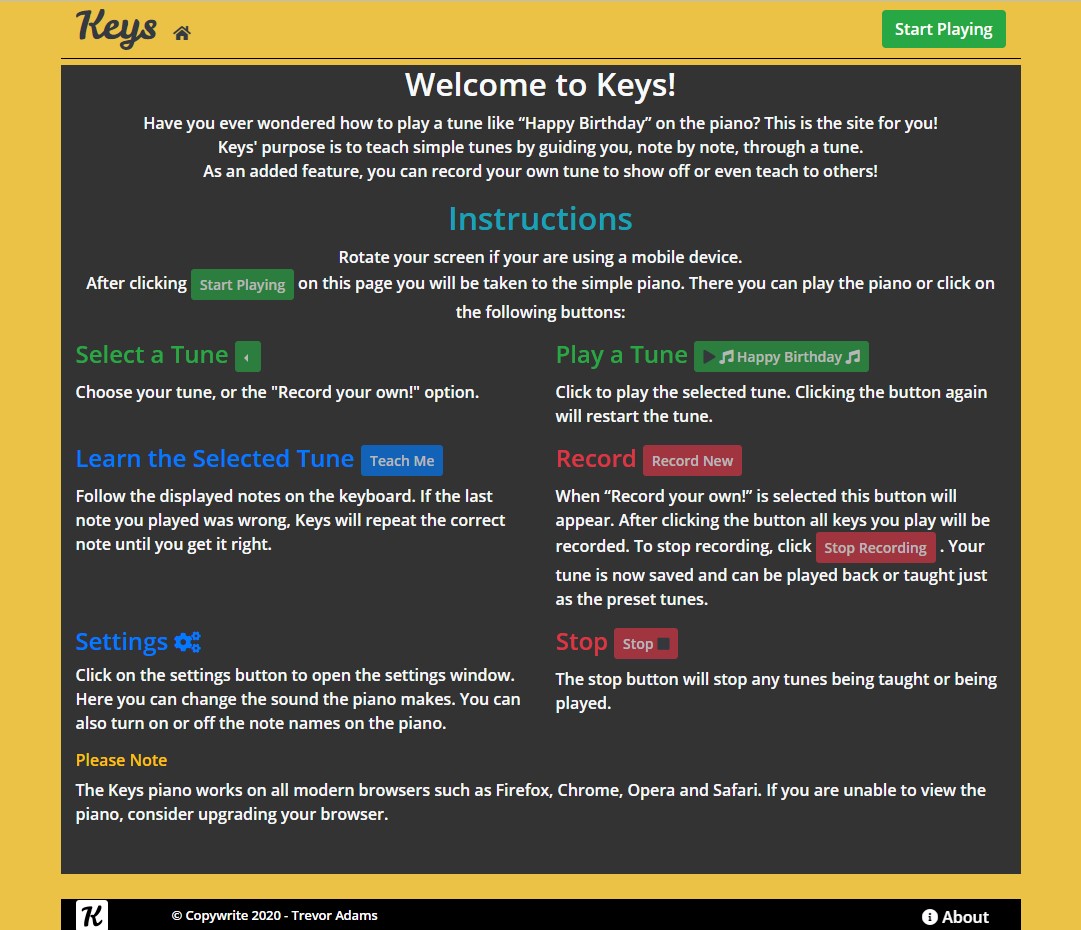 Keys
Start Playing
Welcome to Keys!
Have you ever wondered how to play a tune like “Happy Birthday” on the piano? This is the site for you!
Keys' purpose is to teach simple tunes by guiding you, note by note, through a tune.
As an added feature, you can record your own tune to show off or even teach to others!
Instructions
Rotate your screen if your are using a mobile device.
After clicking Start Playing on this page you will be taken to the simple piano. There you can play the piano or click on
the following buttons:
Select a Tune
Choose your tune, or the "Record your own!" option.
Play a Tune Happy Birthday
Click to play the selected tune. Clicking the button again
will restart the tune.
Learn the Selected Tune Teach Me
Follow the displayed notes on the keyboard. If the last
note you played was wrong, Keys will repeat the correct
note until you get it right.
Record Record New
When “Record your own!” is selected this button will
appear. After clicking the button all keys you play will be
recorded. To stop recording, click Stop Recording . Your
tune is now saved and can be played back or taught just
as the preset tunes.
Settings
Click on the settings button to open the settings window.
Here you can change the sound the piano makes. You can
also turn on or off the note names on the piano.
Stop Stop
The stop button will stop any tunes being taught or being
played.
Please Note
The Keys piano works on all modern browsers such as Firefox, Chrome, Opera and Safari. If you are unable to view the
piano, consider upgrading your browser.
K
© Copywrite 2020 - Trevor Adams
About